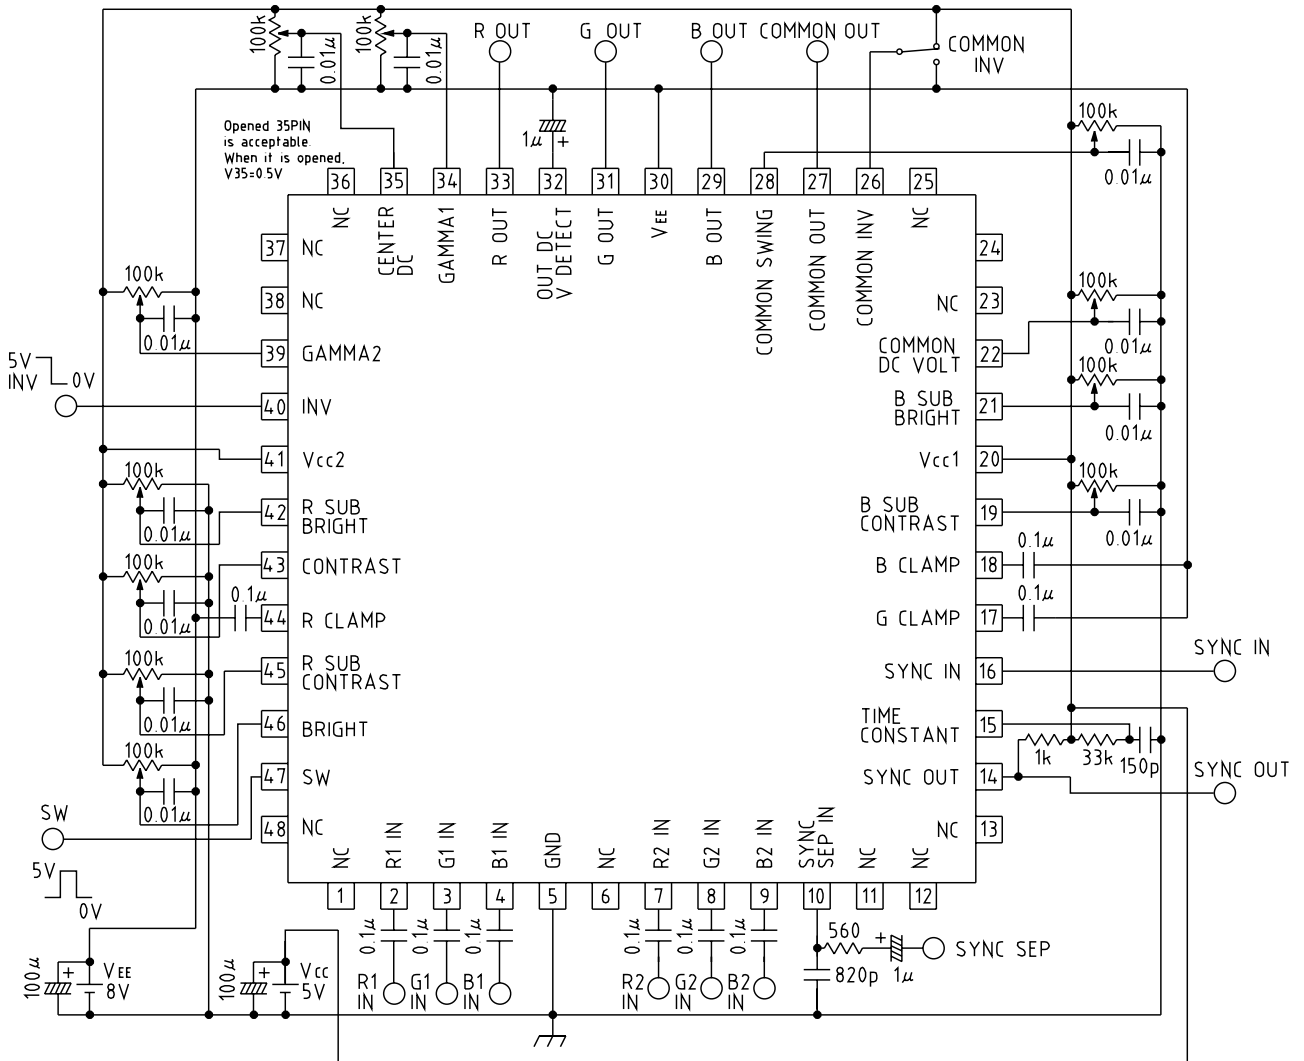 100k
0.01μ
100k
0.01μ
R OUT
G OUT
B OUT
COMMON OUT
COMMON
INV
Opened 35PIN
is acceptable.
When it is opened,
V35=0.5V
1μ
+
100k
0.01μ
36
35
34
33
32
31
30
29
28
27
26
25
NC
CENTER
DC
GAMMA1
R OUT
OUT DC
V DETECT
G OUT
VEE
B OUT
COMMON SWING
COMMON OUT
COMMON INV
NC
37
NC
24
38
NC
NC
23
100k
0.01μ
39
GAMMA2
COMMON
DC VOLT
22
100k
0.01μ
5V
INV
0V
40
INV
B SUB
BRIGHT
21
100k
0.01μ
41
Vcc2
Vcc1
20
100k
0.01μ
42
R SUB
BRIGHT
B SUB
CONTRAST
19
100k
0.01μ
43
CONTRAST
B CLAMP
18
0.1μ
100k
0.01μ
0.1μ
44
R CLAMP
G CLAMP
17
0.1μ
100k
0.01μ
45
R SUB
CONTRAST
SYNC IN
16
SYNC IN
46
BRIGHT
TIME
CONSTANT
15
1k
33k
150p
100k
0.01μ
47
SW
SYNC OUT
14
SYNC OUT
SW
48
NC
NC
13
5V
0V
NC
R1 IN
G1 IN
B1 IN
GND
NC
R2 IN
G2 IN
B2 IN
SYNC
SEP IN
NC
NC
1
2
3
4
5
6
7
8
9
10
11
12
0.1μ
0.1μ
0.1μ
0.1μ
0.1μ
0.1μ
560
+
1μ
SYNC SEP
820p
100μ
+
VEE
8V
100μ
+
Vcc
5V
R1
IN
G1
IN
B1
IN
R2
IN
G2
IN
B2
IN